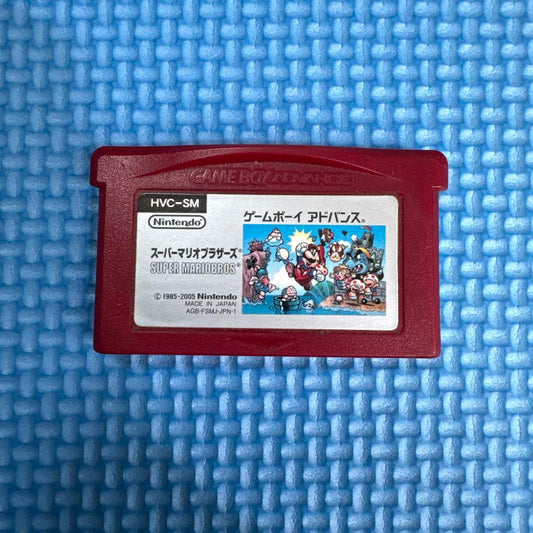 GAME BOY ADVANCE
HVC-SM
Nintendo®
ゲームボーイ アドバンス®
スーパーマリオブラザーズ®
SUPER MARIOBROS®
© 1985-2005 Nintendo
MADE IN JAPAN
AGB-FSMJ-JPN-1